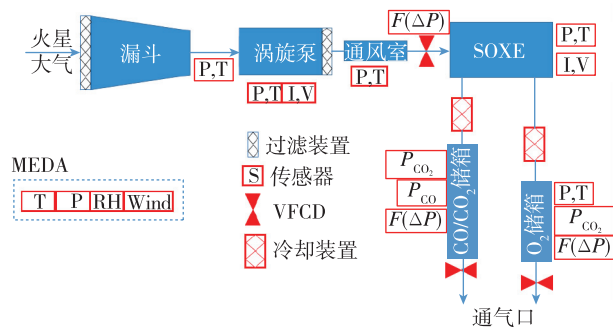 火星
大气
漏斗
P,T
涡旋泵
P,T I,V
通风室
P,T
F(ΔP)
SOXE
P,T
I,V
过滤装置
S 传感器
VFCD
冷却装置
MEDA
T P RH Wind
P_CO₂
P_CO
F(ΔP)
CO/CO₂储箱
O₂储箱
P,T
P_CO₂
F(ΔP)
通气口